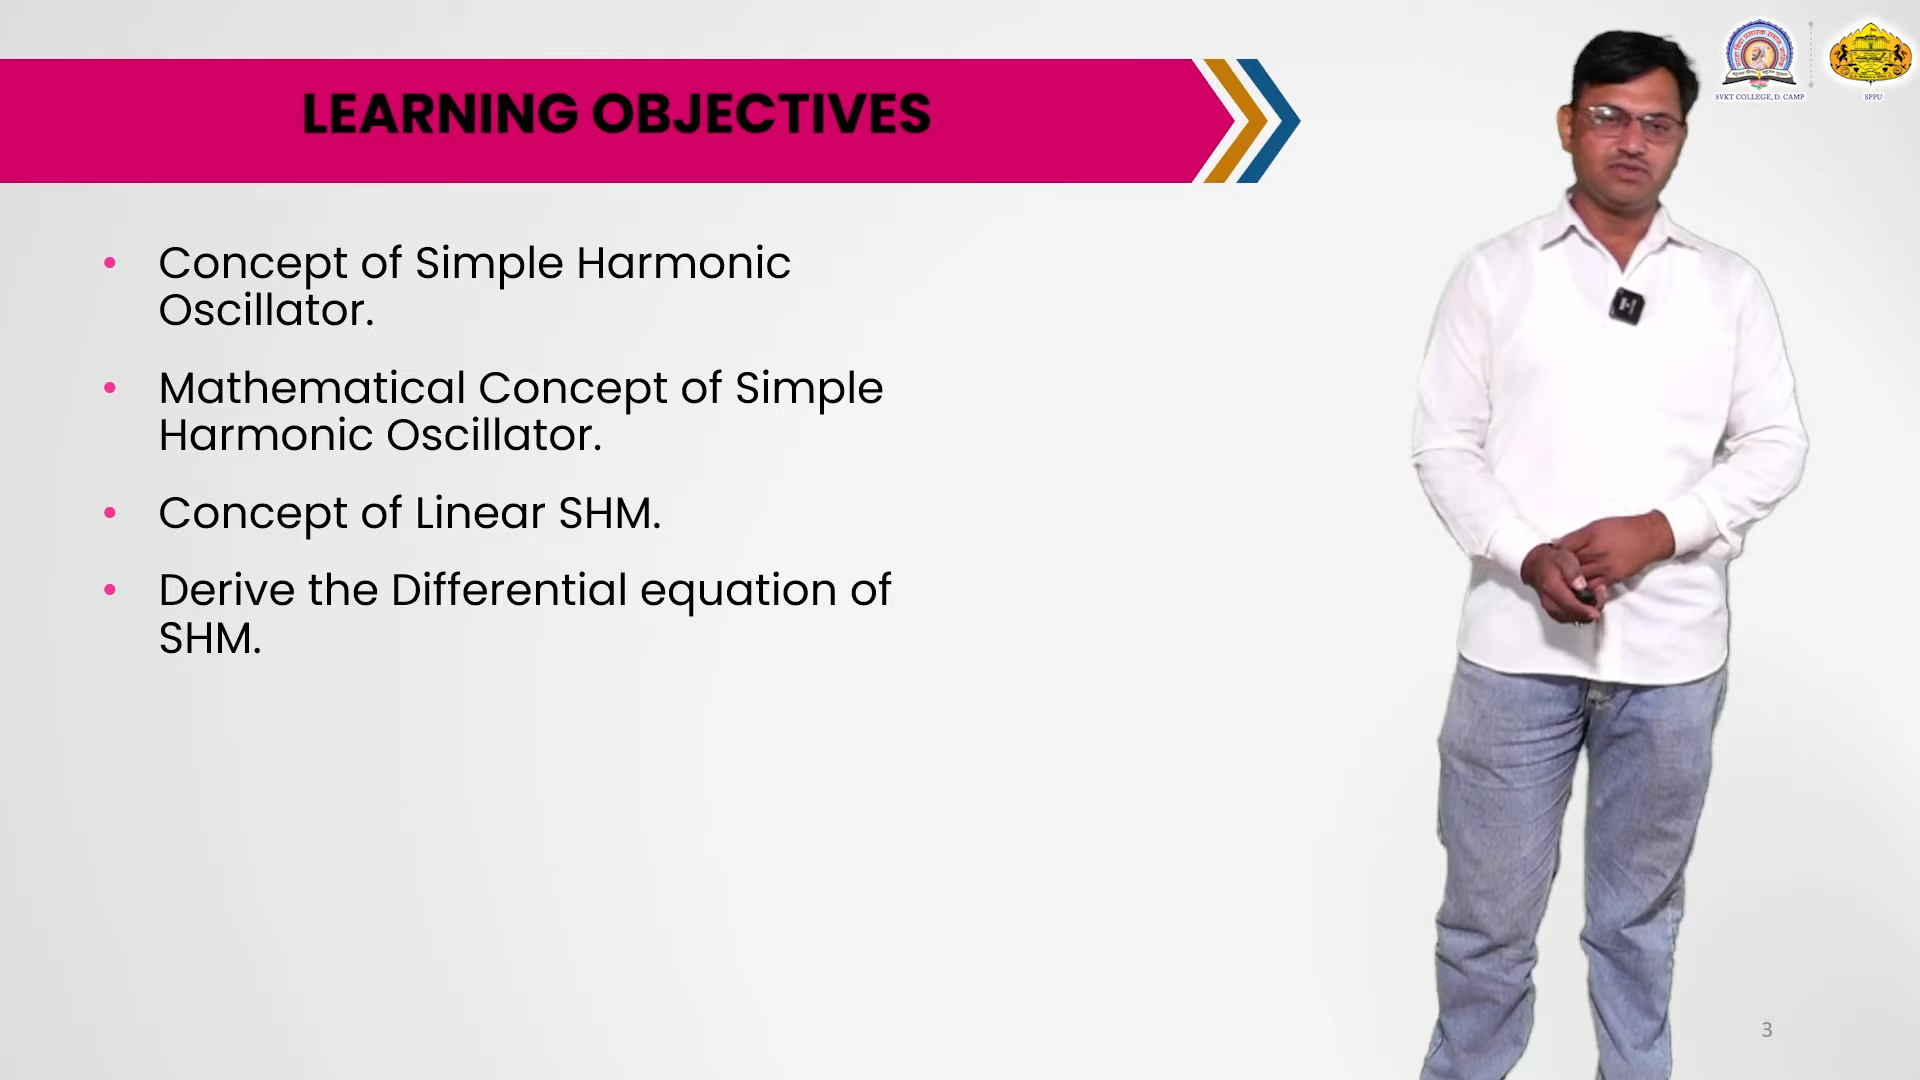 LEARNING OBJECTIVES
• Concept of Simple Harmonic
Oscillator.
• Mathematical Concept of Simple
Harmonic Oscillator.
• Concept of Linear SHM.
• Derive the Differential equation of
SHM.
SVKT COLLEGE, D. CAMP
SPPU
3